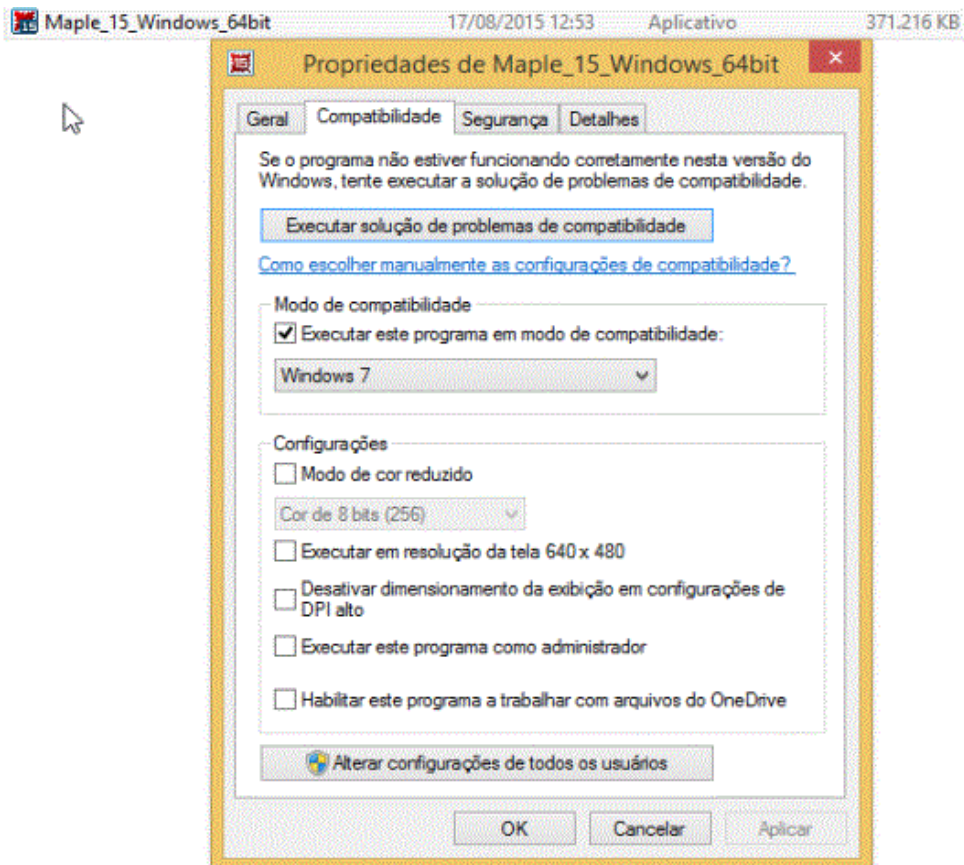 Maple_15_Windows_64bit 17/08/2015 12:53 Aplicativo 371.216 KB
Propriedades de Maple_15_Windows_64bit
Geral Compatibilidade Segurança Detalhes
Se o programa não estiver funcionando corretamente nesta versão do
Windows, tente executar a solução de problemas de compatibilidade.
Executar solução de problemas de compatibilidade
Como escolher manualmente as configurações de compatibilidade?
Modo de compatibilidade
Executar este programa em modo de compatibilidade:
Windows 7
Configurações
Modo de cor reduzido
Cor de 8 bits (256)
Executar em resolução da tela 640 x 480
Desativar dimensionamento da exibição em configurações de
DPI alto
Executar este programa como administrador
Habilitar este programa a trabalhar com arquivos do OneDrive
Alterar configurações de todos os usuários
OK Cancelar Aplicar